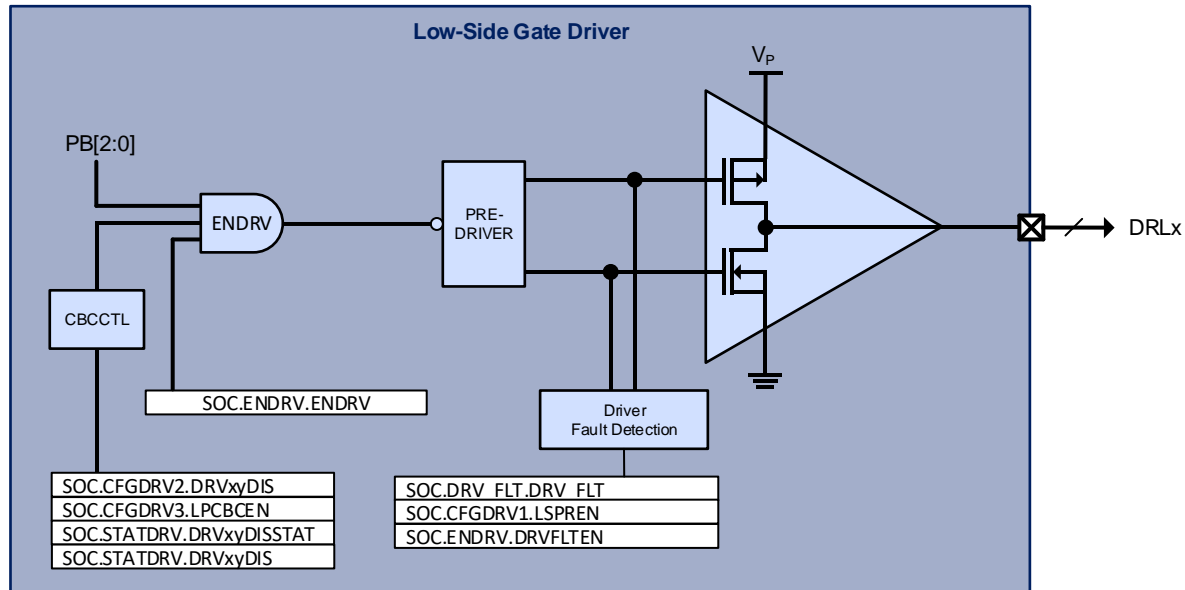 Low-Side Gate Driver
VP
PB[2:0]
ENDRV
PRE-
DRIVER
DRLx
CBCCTL
SOC.ENDRV.ENDRV
Driver
Fault Detection
SOC.CFGDRV2.DRVxyDIS
SOC.CFGDRV3.LPCBCEN
SOC.STATDRV.DRVxyDISSTAT
SOC.STATDRV.DRVxyDIS
SOC.DRV_FLT.DRV_FLT
SOC.CFGDRV1.LSPREN
SOC.ENDRV.DRVFLTEN